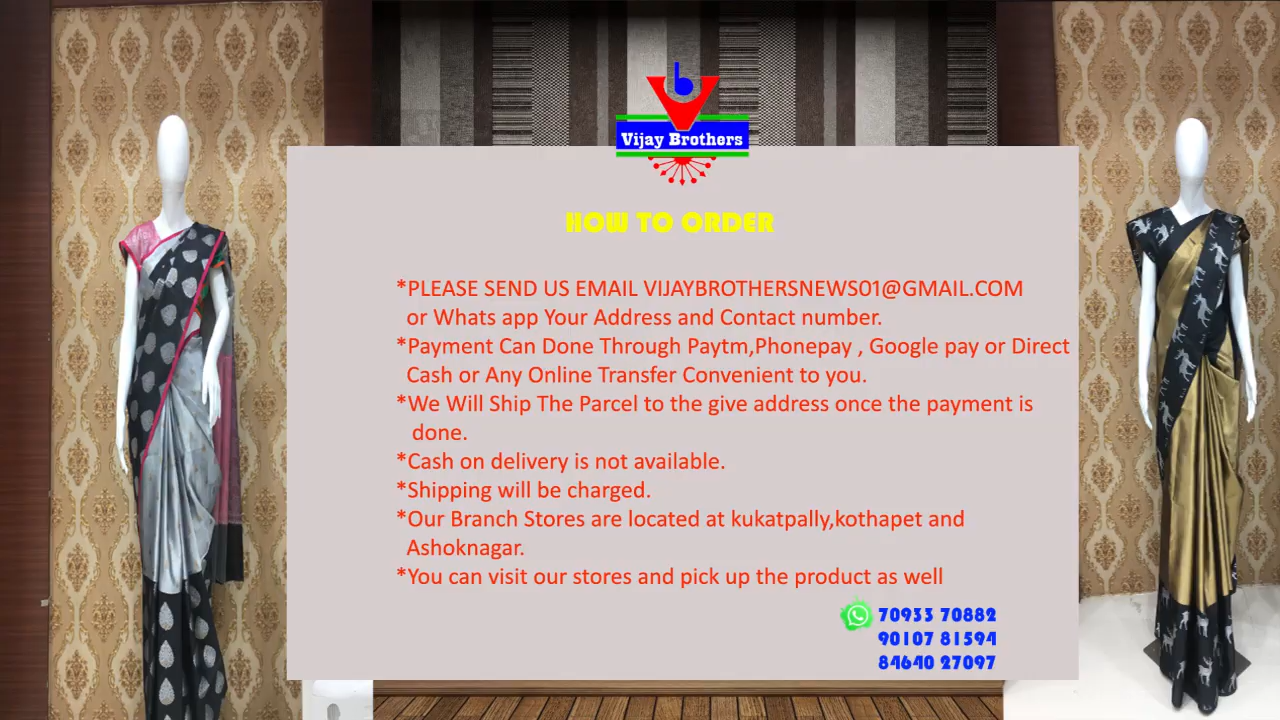 Vijay Brothers
HOW TO ORDER
*PLEASE SEND US EMAIL VIJAYBROTHERSNEWS01@GMAIL.COM
or Whats app Your Address and Contact number.
*Payment Can Done Through Paytm,Phonepay , Google pay or Direct
Cash or Any Online Transfer Convenient to you.
*We Will Ship The Parcel to the give address once the payment is
done.
*Cash on delivery is not available.
*Shipping will be charged.
*Our Branch Stores are located at kukatpally,kothapet and
Ashoknagar.
*You can visit our stores and pick up the product as well
70933 70882
90107 81594
84640 27097